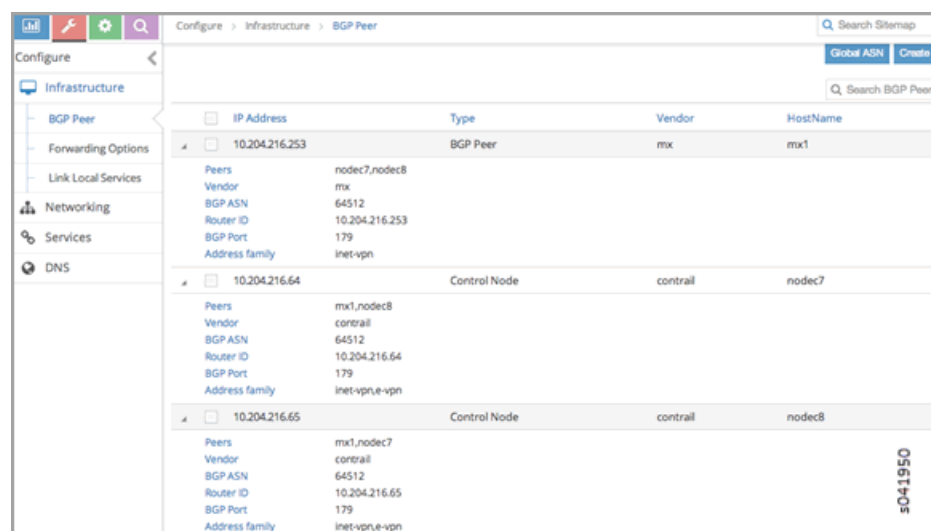 Configure > Infrastructure > BGP Peer
Search Sitemap
Configure
Global ASN Create
Infrastructure
Search BGP Peer
BGP Peer
Forwarding Options
Link Local Services
Networking
Services
DNS
IP Address Type Vendor HostName
10.204.216.253 BGP Peer mx mx1
Peers nodec7,nodec8
Vendor mx
BGP ASN 64512
Router ID 10.204.216.253
BGP Port 179
Address family inet-vpn
10.204.216.64 Control Node contrail nodec7
Peers mx1,nodec8
Vendor contrail
BGP ASN 64512
Router ID 10.204.216.64
BGP Port 179
Address family inet-vpn,e-vpn
10.204.216.65 Control Node contrail nodec8
Peers mx1,nodec7
Vendor contrail
BGP ASN 64512
Router ID 10.204.216.65
BGP Port 179
Address family inet-vpn,e-vpn
s041950